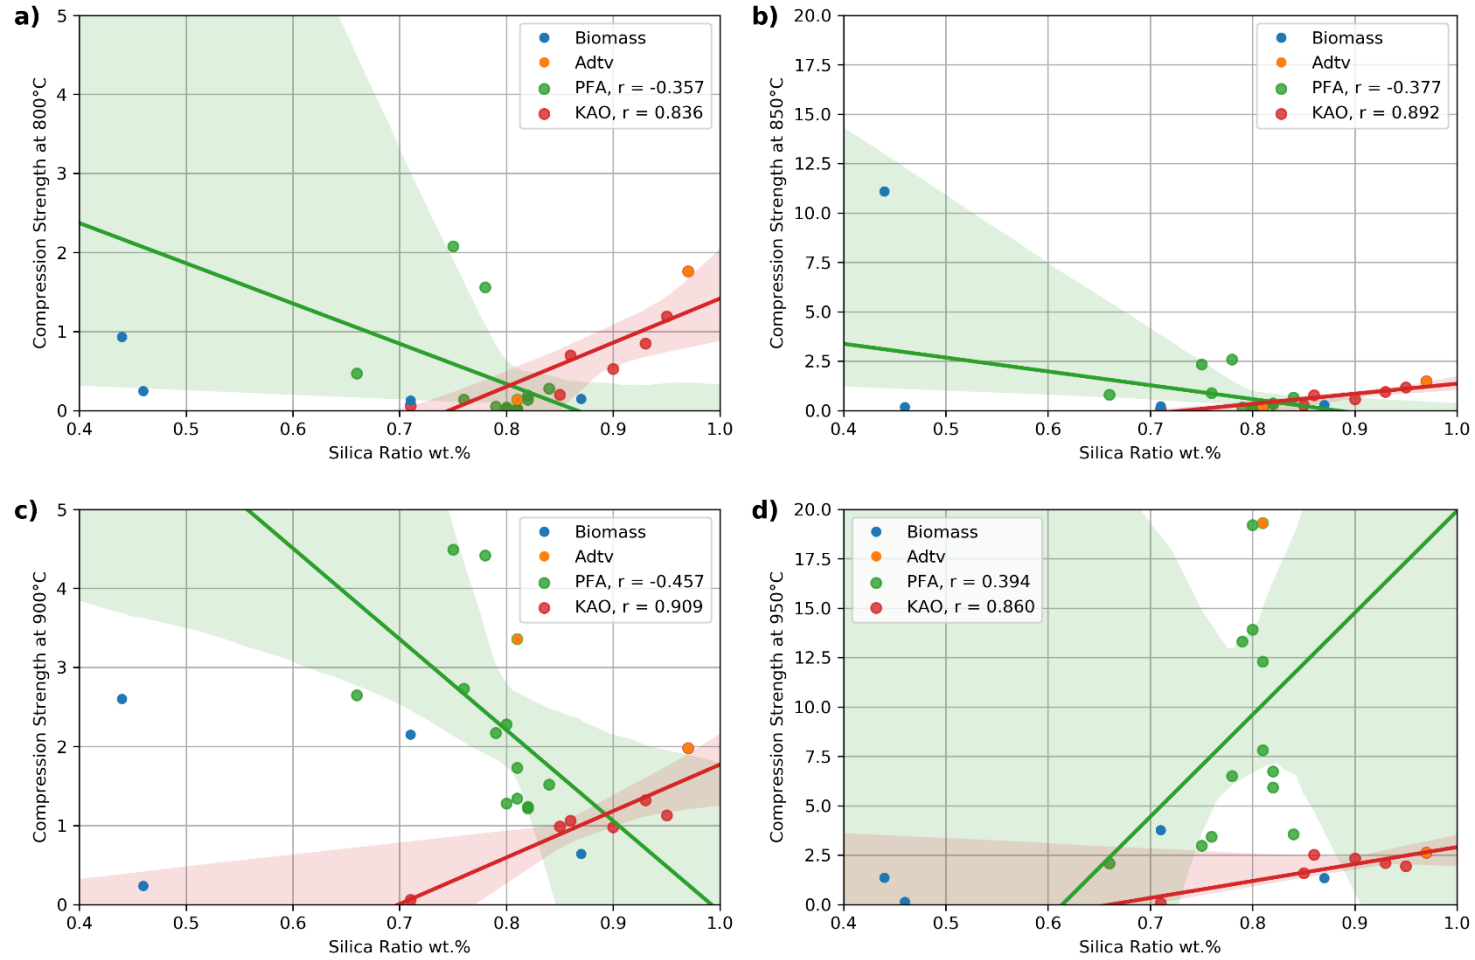 a)
Compression Strength at 800°C
5
4
3
2
1
0
Biomass
Adtv
PFA, r = -0.357
KAO, r = 0.836
0.4 0.5 0.6 0.7 0.8 0.9 1.0
Silica Ratio wt.%
b)
Compression Strength at 850°C
20.0
17.5
15.0
12.5
10.0
7.5
5.0
2.5
0.0
Biomass
Adtv
PFA, r = -0.377
KAO, r = 0.892
0.4 0.5 0.6 0.7 0.8 0.9 1.0
Silica Ratio wt.%
c)
Compression Strength at 900°C
5
4
3
2
1
0
Biomass
Adtv
PFA, r = -0.457
KAO, r = 0.909
0.4 0.5 0.6 0.7 0.8 0.9 1.0
Silica Ratio wt.%
d)
Compression Strength at 950°C
20.0
17.5
15.0
12.5
10.0
7.5
5.0
2.5
0.0
Biomass
Adtv
PFA, r = 0.394
KAO, r = 0.860
0.4 0.5 0.6 0.7 0.8 0.9 1.0
Silica Ratio wt.%